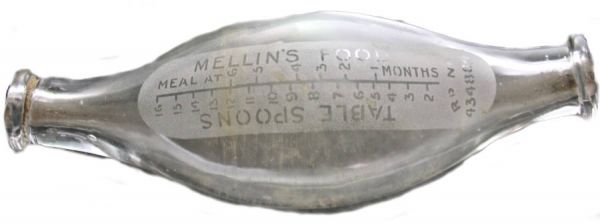 MELLIN'S FOOD
MEAL AT 6 5 4 3 2 1 MONTHS
16 15 14 13 12 11 10 9 8 7 6 5 4 3 2
TABLE SPOONS
RD No